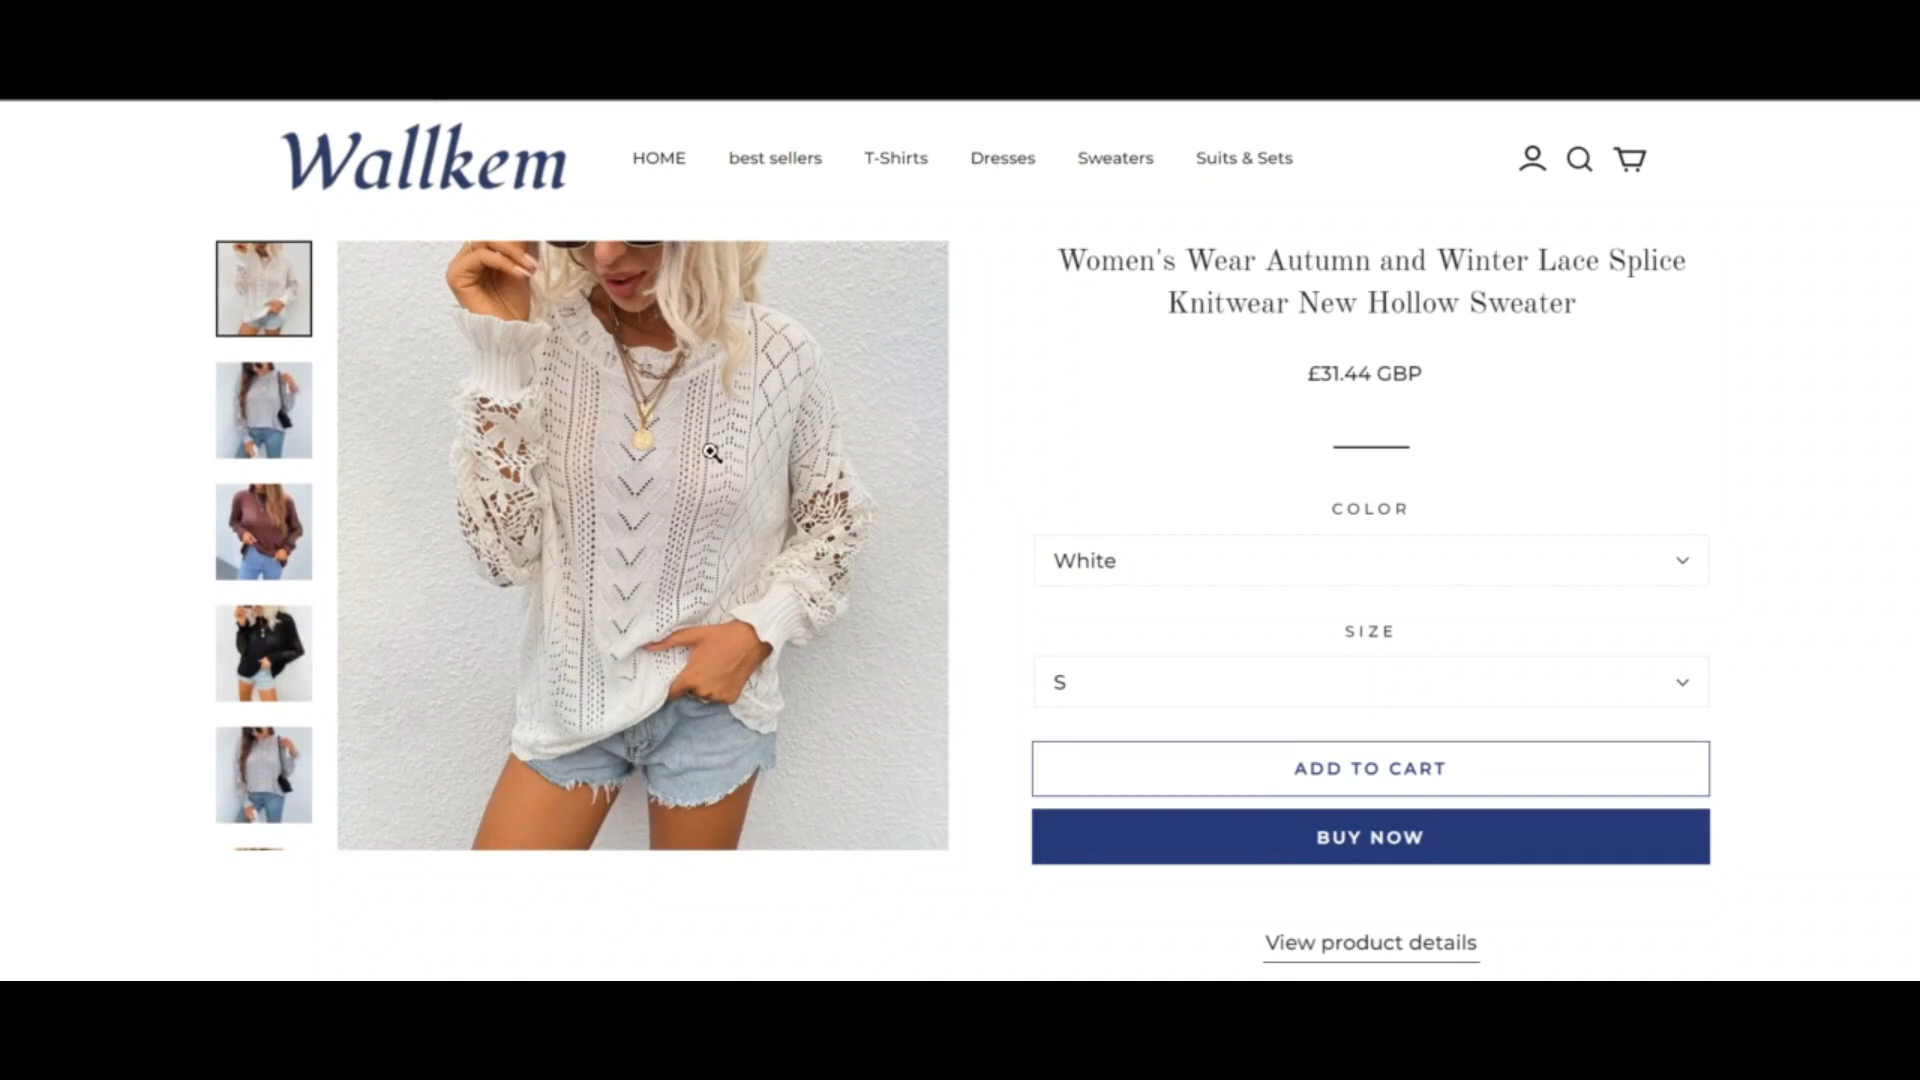 Wallkem
HOME best sellers T-Shirts Dresses Sweaters Suits & Sets
Women's Wear Autumn and Winter Lace Splice
Knitwear New Hollow Sweater
£31.44 GBP
COLOR
White
SIZE
S
ADD TO CART
BUY NOW
View product details